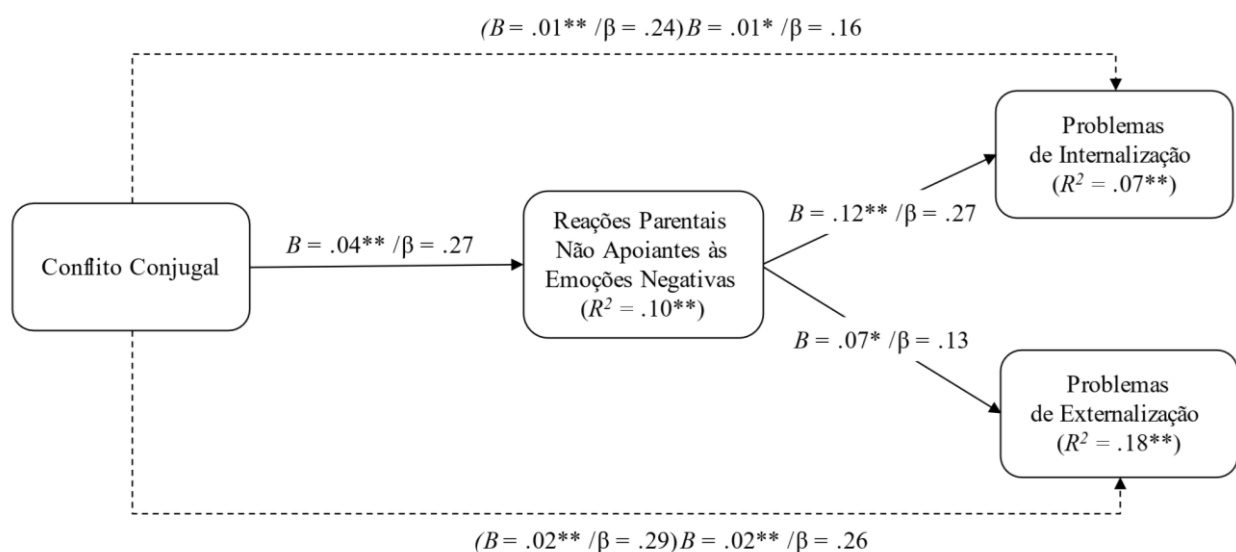 (B = .01** /β = .24)B = .01* /β = .16
Problemas
de Internalização
(R² = .07**)
B = .12** /β = .27
Reações Parentais
Não Apoiantes às
Emoções Negativas
(R² = .10**)
B = .04** /β = .27
Conflito Conjugal
B = .07* /β = .13
Problemas
de Externalização
(R² = .18**)
(B = .02** /β = .29)B = .02** /β = .26